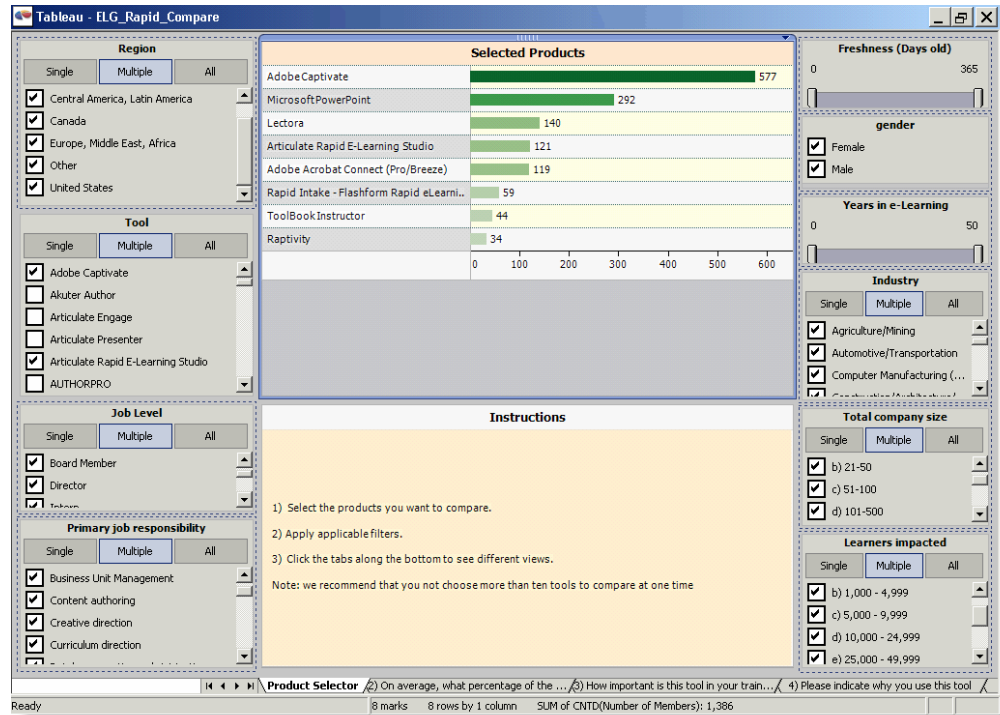 Tableau - ELG_Rapid_Compare
Region
Single Multiple All
Central America, Latin America
Canada
Europe, Middle East, Africa
Other
United States
Tool
Single Multiple All
Adobe Captivate
Akuter Author
Articulate Engage
Articulate Presenter
Articulate Rapid E-Learning Studio
AUTHORPRO
Job Level
Single Multiple All
Board Member
Director
Intern
Primary job responsibility
Single Multiple All
Business Unit Management
Content authoring
Creative direction
Curriculum direction
Selected Products
Adobe Captivate 577
Microsoft PowerPoint 292
Lectora 140
Articulate Rapid E-Learning Studio 121
Adobe Acrobat Connect (Pro/Breeze) 119
Rapid Intake - Flashform Rapid eLearni.. 59
ToolBook Instructor 44
Raptivity 34
0 100 200 300 400 500 600
Instructions
1) Select the products you want to compare.
2) Apply applicable filters.
3) Click the tabs along the bottom to see different views.
Note: we recommend that you not choose more than ten tools to compare at one time
Freshness (Days old)
0 365
gender
Female
Male
Years in e-Learning
0 50
Industry
Single Multiple All
Agriculture/Mining
Automotive/Transportation
Computer Manufacturing (...
Total company size
Single Multiple All
b) 21-50
c) 51-100
d) 101-500
Learners impacted
Single Multiple All
b) 1,000 - 4,999
c) 5,000 - 9,999
d) 10,000 - 24,999
e) 25,000 - 49,999
Product Selector 2) On average, what percentage of the ... 3) How important is this tool in your train... 4) Please indicate why you use this tool
Ready 8 marks 8 rows by 1 column SUM of CNTD(Number of Members): 1,386